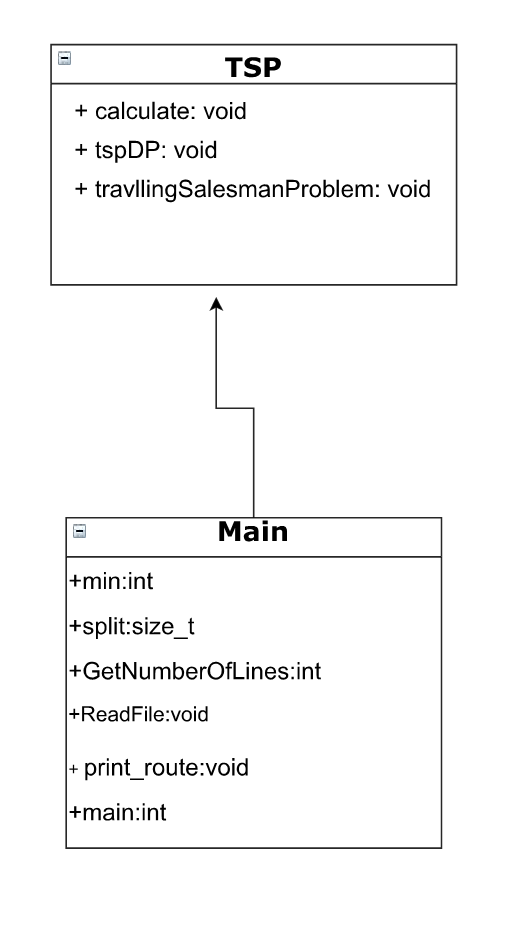 TSP
+ calculate: void
+ tspDP: void
+ travllingSalesmanProblem: void
Main
+min:int
+split:size_t
+GetNumberOfLines:int
+ReadFile:void
+ print_route:void
+main:int